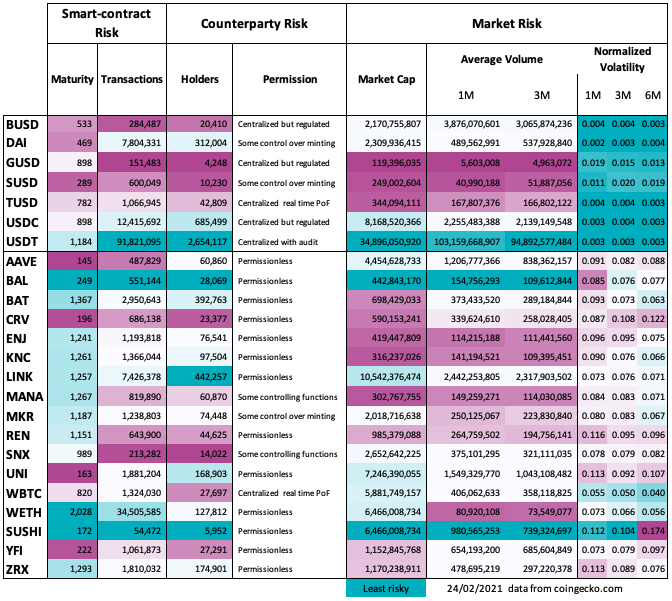 Smart-contract Risk Counterparty Risk Market Risk
Maturity Transactions Holders Permission Market Cap Average Volume Normalized Volatility
1M 3M 1M 3M 6M
BUSD 533 284,487 20,410 Centralized but regulated 2,170,755,807 3,876,070,601 3,065,874,236 0.004 0.004 0.003
DAI 469 7,804,331 312,004 Some control over minting 2,309,936,415 489,562,991 537,928,840 0.002 0.003 0.004
GUSD 898 151,483 4,248 Centralized but regulated 119,396,035 5,603,008 4,963,072 0.019 0.015 0.013
SUSD 289 600,049 10,230 Some control over minting 249,002,604 40,990,188 51,887,056 0.011 0.020 0.019
TUSD 782 1,066,945 42,809 Centralized real time PoF 344,094,111 167,807,376 166,802,122 0.004 0.004 0.003
USDC 898 12,415,692 685,499 Centralized but regulated 8,168,520,366 2,255,483,388 2,139,149,548 0.003 0.004 0.003
USDT 1,184 91,821,095 2,654,117 Centralized with audit 34,896,050,920 103,159,668,907 94,892,577,484 0.003 0.003 0.003
AAVE 145 487,829 60,860 Permissionless 4,454,628,733 1,206,777,366 838,362,157 0.091 0.082 0.088
BAL 249 551,144 28,069 Permissionless 442,843,170 154,756,293 109,612,844 0.085 0.076 0.077
BAT 1,367 2,950,643 392,763 Permissionless 698,429,033 373,433,520 289,184,844 0.093 0.073 0.063
CRV 196 686,138 23,377 Permissionless 590,153,241 339,624,610 258,028,405 0.087 0.108 0.122
ENJ 1,241 1,193,818 76,541 Permissionless 419,447,809 114,215,188 111,441,560 0.096 0.095 0.075
KNC 1,261 1,366,044 97,504 Permissionless 316,237,026 141,194,521 109,395,451 0.090 0.076 0.066
LINK 1,257 7,426,378 442,257 Permissionless 10,542,376,474 2,442,253,805 2,317,903,502 0.073 0.076 0.071
MANA 1,267 819,890 60,870 Some controlling functions 302,767,755 149,259,271 114,030,085 0.084 0.083 0.071
MKR 1,187 1,238,803 74,448 Some control over minting 2,018,716,638 250,125,067 223,830,840 0.080 0.083 0.067
REN 1,151 643,900 44,625 Permissionless 985,379,088 264,759,502 194,756,141 0.116 0.095 0.096
SNX 989 213,282 14,022 Some controlling functions 2,652,642,225 375,101,295 321,111,035 0.078 0.079 0.082
UNI 163 1,881,204 168,903 Permissionless 7,246,390,055 1,549,329,770 1,043,108,482 0.113 0.092 0.107
WBTC 820 1,324,030 27,697 Centralized real time PoF 5,881,749,157 406,062,633 358,118,825 0.055 0.050 0.040
WETH 2,028 34,505,585 127,812 Permissionless 6,466,008,734 80,920,108 73,549,077 0.073 0.066 0.056
SUSHI 172 54,472 5,952 Permissionless 6,466,008,734 980,565,253 739,324,697 0.112 0.104 0.174
YFI 222 1,061,873 27,291 Permissionless 1,152,845,768 654,193,200 685,604,849 0.073 0.079 0.097
ZRX 1,293 1,810,032 174,901 Permissionless 1,170,238,911 478,695,219 297,220,378 0.113 0.089 0.076
Least risky 24/02/2021 data from coingecko.com